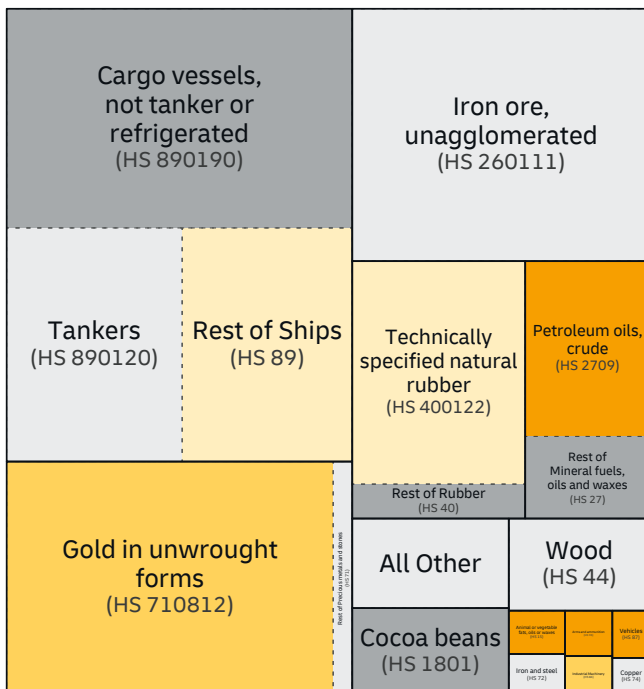 Cargo vessels,
not tanker or
refrigerated
(HS 890190)
Iron ore,
unagglomerated
(HS 260111)
Tankers
(HS 890120)
Rest of Ships
(HS 89)
Technically
specified natural
rubber
(HS 400122)
Petroleum oils,
crude
(HS 2709)
Rest of Rubber
(HS 40)
Rest of
Mineral fuels,
oils and waxes
(HS 27)
Gold in unwrought
forms
(HS 710812)
Rest of Precious metals and stones
(HS 71)
All Other
Wood
(HS 44)
Cocoa beans
(HS 1801)
Animal or vegetable
fats, oils or waxes
Vehicles
(HS 87)
Iron and steel
(HS 72)
Industrial Machinery
Copper
(HS 74)